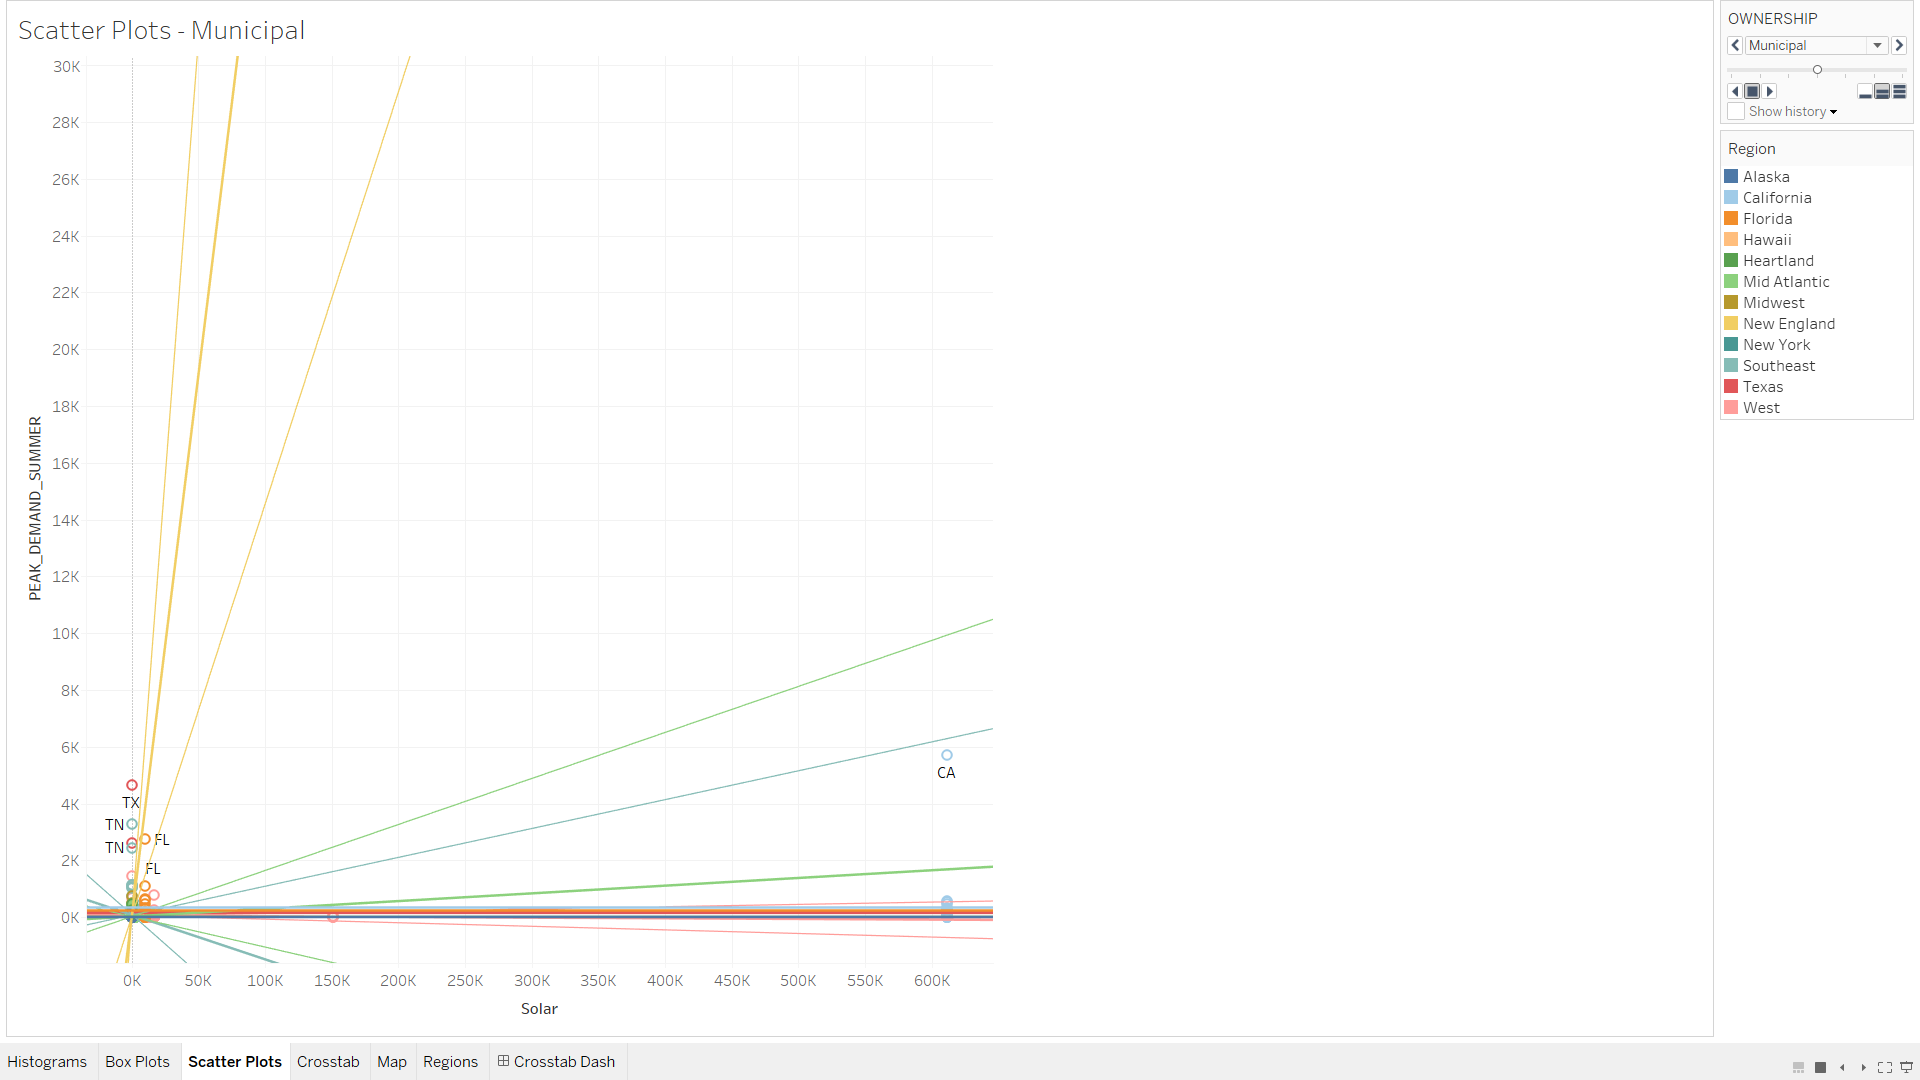 Scatter Plots - Municipal
30K
28K
26K
24K
22K
20K
18K
16K
14K
12K
10K
8K
6K
4K
2K
0K
PEAK_DEMAND_SUMMER
TX
TN
FL
TN
FL
CA
0K 50K 100K 150K 200K 250K 300K 350K 400K 450K 500K 550K 600K
Solar
OWNERSHIP
Municipal
Show history
Region
Alaska
California
Florida
Hawaii
Heartland
Mid Atlantic
Midwest
New England
New York
Southeast
Texas
West
Histograms Box Plots Scatter Plots Crosstab Map Regions Crosstab Dash